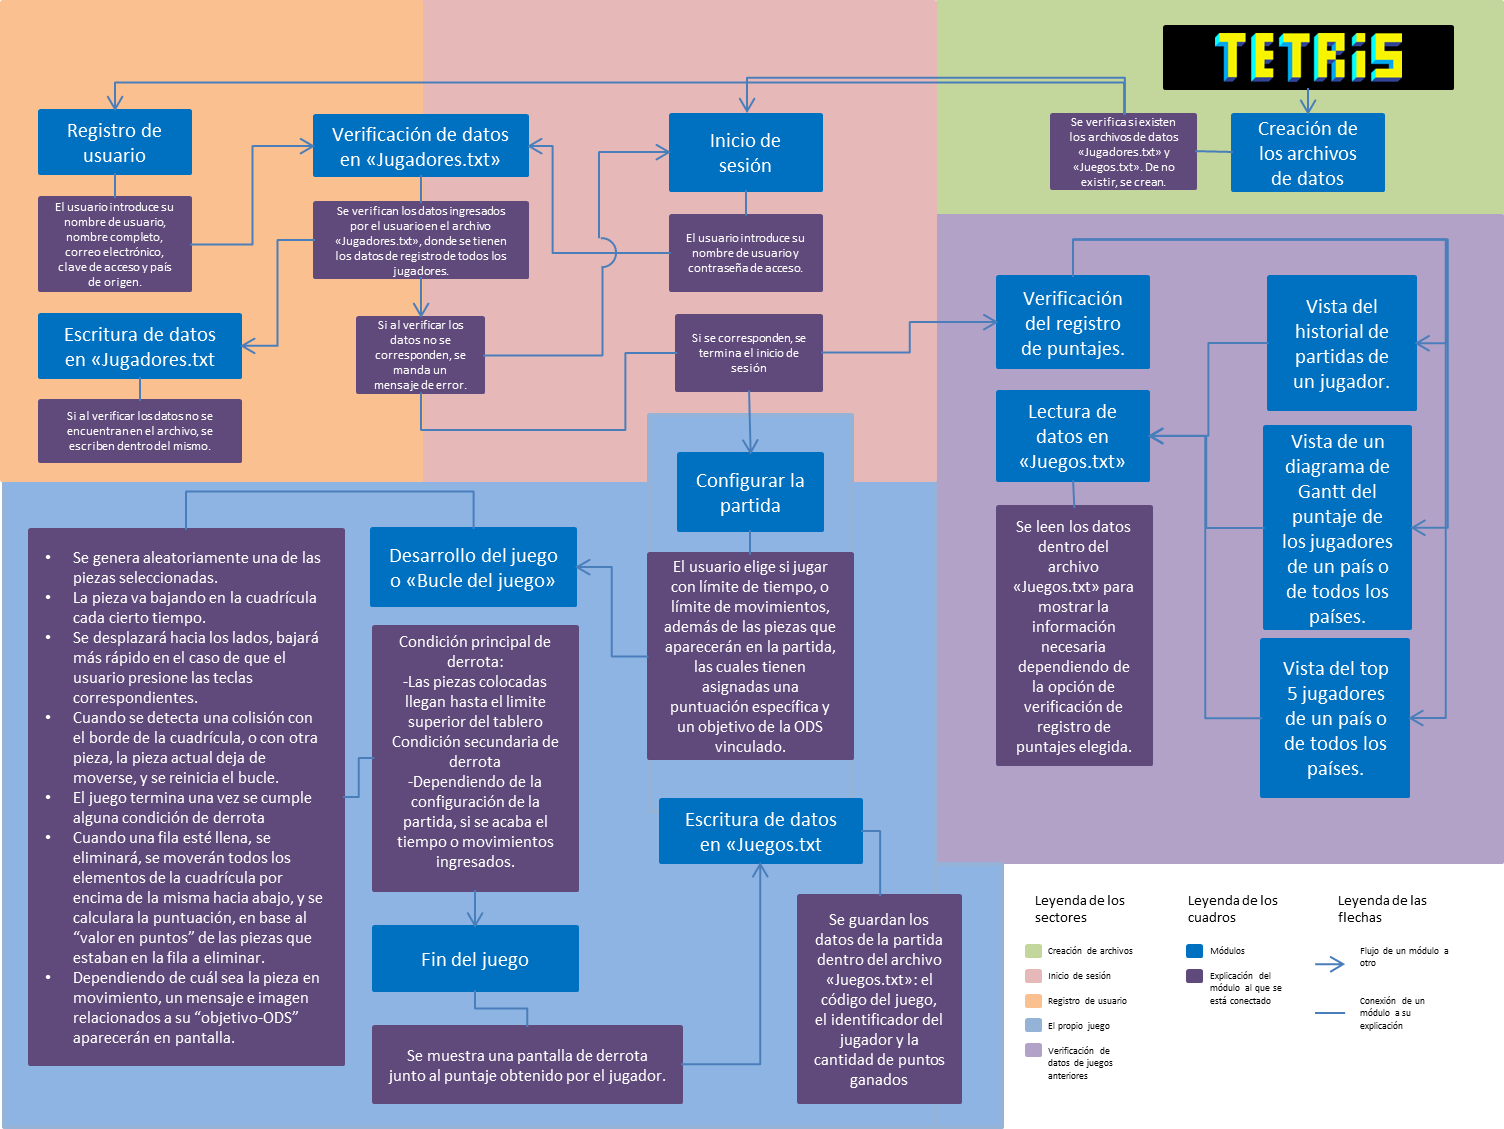 TETRiS
Registro de
usuario
Verificación de datos
en «Jugadores.txt»
Inicio de
sesión
Se verifica si existen
los archivos de datos
«Jugadores.txt» y
«Juegos.txt». De no
existir, se crean.
Creación de
los archivos
de datos
El usuario introduce su
nombre de usuario,
nombre completo,
correo electrónico,
clave de acceso y país
de origen.
Se verifican los datos ingresados
por el usuario en el archivo
«Jugadores.txt», donde se tienen
los datos de registro de todos los
jugadores.
El usuario introduce su
nombre de usuario y
contraseña de acceso.
Escritura de datos
en «Jugadores.txt
Si al verificar los
datos no se
corresponden, se
manda un
mensaje de error.
Si se corresponden, se
termina el inicio de
sesión
Si al verificar los datos no se
encuentran en el archivo, se
escriben dentro del mismo.
Verificación
del registro
de puntajes.
Vista del
historial de
partidas de
un jugador.
Lectura de
datos en
«Juegos.txt»
Vista de un
diagrama de
Gantt del
puntaje de
los jugadores
de un país o
de todos los
países.
Se leen los datos
dentro del
archivo
«Juegos.txt» para
mostrar la
información
necesaria
dependiendo de
la opción de
verificación de
registro de
puntajes elegida.
Vista del top
5 jugadores
de un país o
de todos los
países.
Configurar la
partida
El usuario elige si jugar
con límite de tiempo, o
límite de movimientos,
además de las piezas que
aparecerán en la partida,
las cuales tienen
asignadas una
puntuación específica y
un objetivo de la ODS
vinculado.
Desarrollo del juego
o «Bucle del juego»
• Se genera aleatoriamente una de las
piezas seleccionadas.
• La pieza va bajando en la cuadrícula
cada cierto tiempo.
• Se desplazará hacia los lados, bajará
más rápido en el caso de que el
usuario presione las teclas
correspondientes.
• Cuando se detecta una colisión con
el borde de la cuadrícula, o con otra
pieza, la pieza actual deja de
moverse, y se reinicia el bucle.
• El juego termina una vez se cumple
alguna condición de derrota
• Cuando una fila esté llena, se
eliminará, se moverán todos los
elementos de la cuadrícula por
encima de la misma hacia abajo, y se
calculara la puntuación, en base al
“valor en puntos” de las piezas que
estaban en la fila a eliminar.
• Dependiendo de cuál sea la pieza en
movimiento, un mensaje e imagen
relacionados a su “objetivo-ODS”
aparecerán en pantalla.
Condición principal de
derrota:
-Las piezas colocadas
llegan hasta el limite
superior del tablero
Condición secundaria de
derrota
-Dependiendo de la
configuración de la
partida, si se acaba el
tiempo o movimientos
ingresados.
Fin del juego
Se muestra una pantalla de derrota
junto al puntaje obtenido por el jugador.
Escritura de datos
en «Juegos.txt
Se guardan los
datos de la partida
dentro del archivo
«Juegos.txt»: el
código del juego,
el identificador del
jugador y la
cantidad de puntos
ganados
Leyenda de los
sectores
Creación de archivos
Inicio de sesión
Registro de usuario
El propio juego
Verificación de
datos de juegos
anteriores
Leyenda de los
cuadros
Módulos
Explicación del
módulo al que se
está conectado
Leyenda de las
flechas
Flujo de un módulo a
otro
Conexión de un
módulo a su
explicación